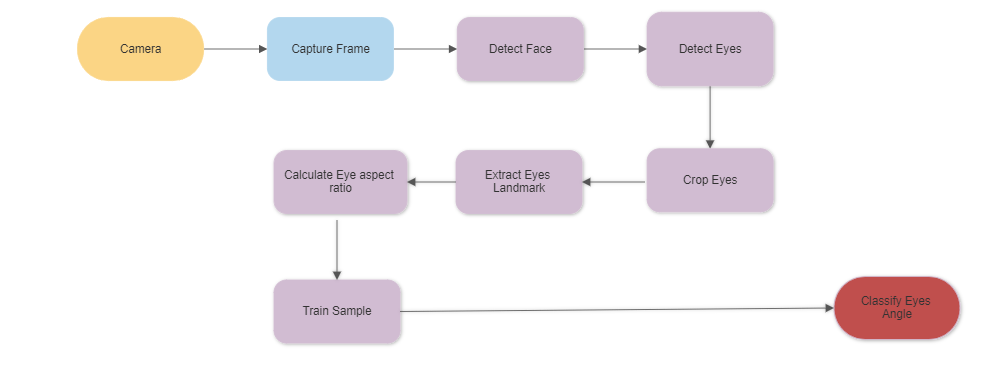 Camera
Capture Frame
Detect Face
Detect Eyes
Crop Eyes
Extract Eyes
Landmark
Calculate Eye aspect
ratio
Train Sample
Classify Eyes
Angle